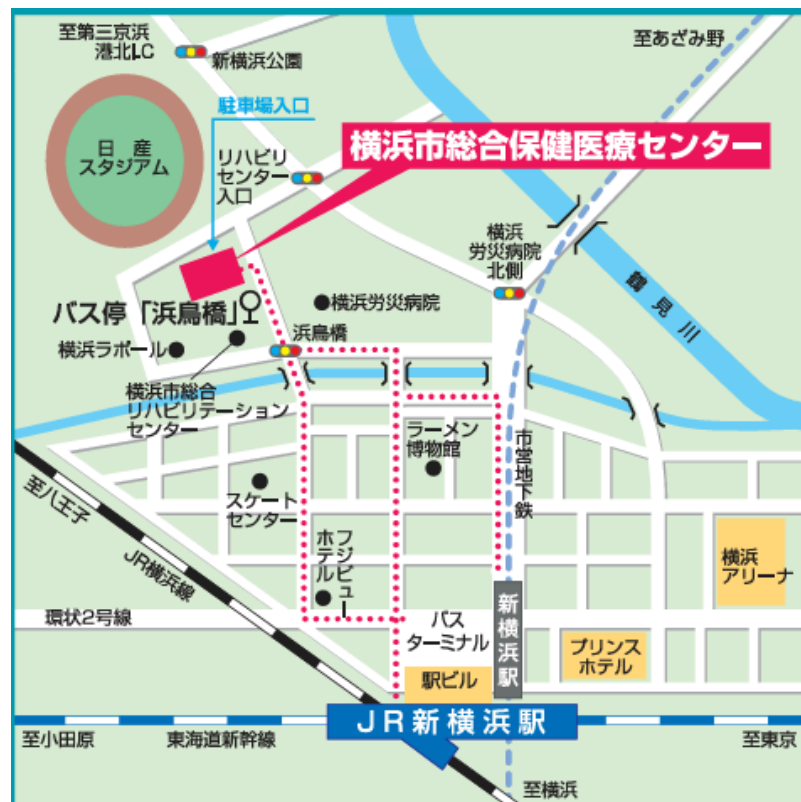 至第三京浜
港北LC
新横浜公園
至あざみ野
駐車場入口
日産
スタジアム
リハビリ
センター
入口
横浜市総合保健医療センター
横浜
労災病院
北側
鶴見川
バス停「浜鳥橋」
横浜労災病院
浜鳥橋
横浜ラポール
横浜市総合
リハビリテーション
センター
ラーメン
博物館
市営地下鉄
至八王子
スケート
センター
JR横浜線
フジビュー
ホテル
横浜
アリーナ
環状2号線
バス
ターミナル
新横浜駅
プリンス
ホテル
駅ビル
JR新横浜駅
至小田原
東海道新幹線
至東京
至横浜